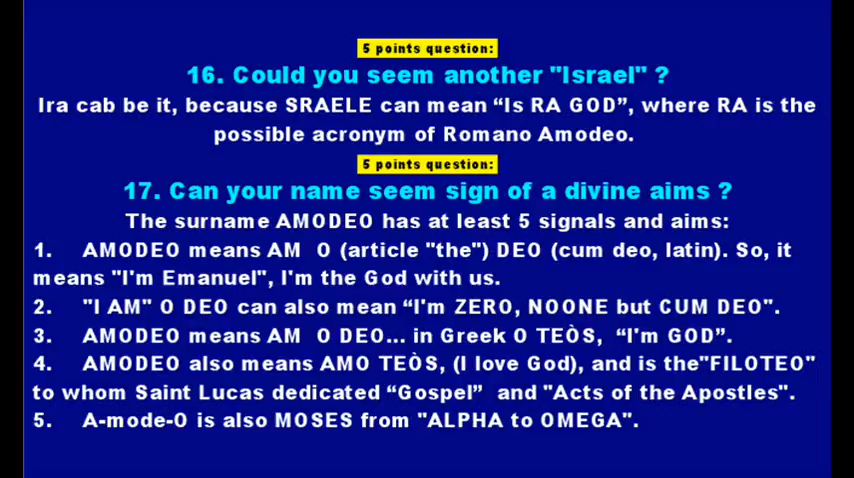 5 points question:
16. Could you seem another "Israel" ?
Ira cab be it, because SRAELE can mean “Is RA GOD”, where RA is the
possible acronym of Romano Amodeo.
5 points question:
17. Can your name seem sign of a divine aims ?
The surname AMODEO has at least 5 signals and aims:
1. AMODEO means AM O (article "the") DEO (cum deo, latin). So, it
means "I'm Emanuel", I'm the God with us.
2. "I AM" O DEO can also mean “I'm ZERO, NOONE but CUM DEO".
3. AMODEO means AM O DEO... in Greek O TEÒS, “I'm GOD”.
4. AMODEO also means AMO TEÒS, (I love God), and is the"FILOTEO"
to whom Saint Lucas dedicated “Gospel” and "Acts of the Apostles".
5. A-mode-O is also MOSES from "ALPHA to OMEGA".